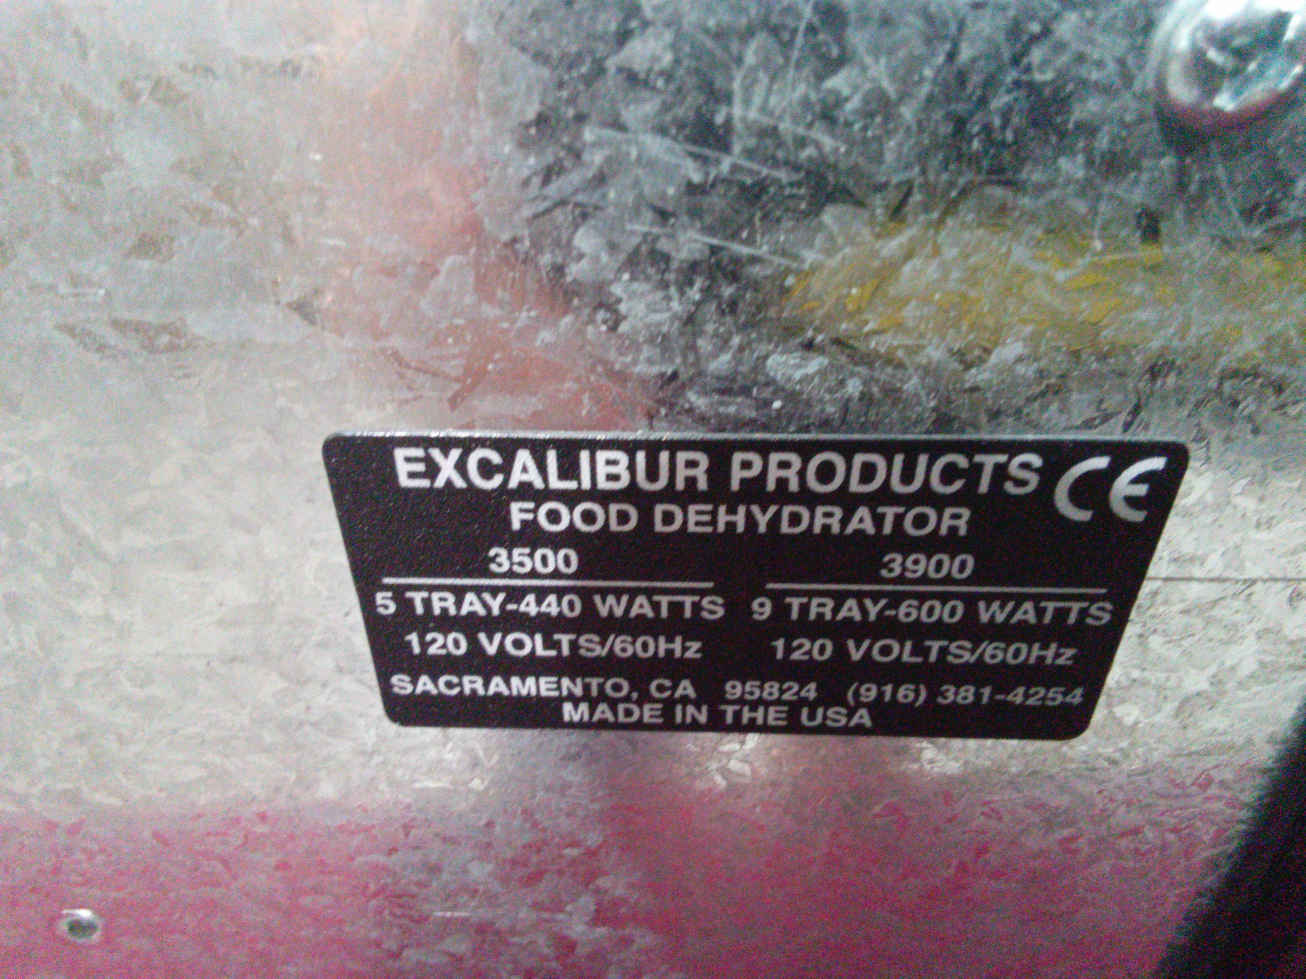 EXCALIBUR PRODUCTS CE
FOOD DEHYDRATOR
3500 3900
5 TRAY-440 WATTS 9 TRAY-600 WATTS
120 VOLTS/60Hz 120 VOLTS/60Hz
SACRAMENTO, CA 95824 (916) 381-4254
MADE IN THE USA